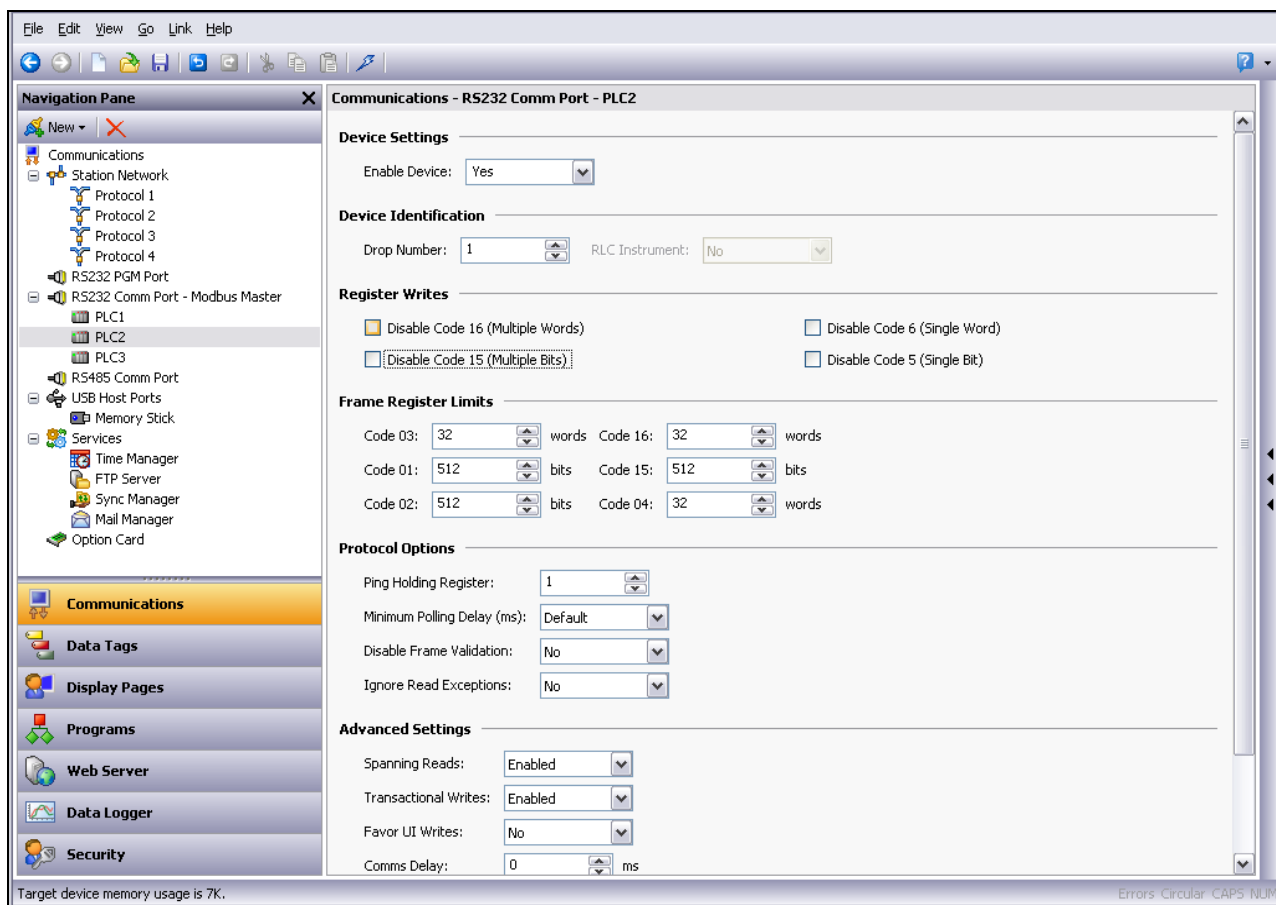 File Edit View Go Link Help
Navigation Pane
New
Communications
Station Network
Protocol 1
Protocol 2
Protocol 3
Protocol 4
RS232 PGM Port
RS232 Comm Port - Modbus Master
PLC1
PLC2
PLC3
RS485 Comm Port
USB Host Ports
Memory Stick
Services
Time Manager
FTP Server
Sync Manager
Mail Manager
Option Card
Communications
Data Tags
Display Pages
Programs
Web Server
Data Logger
Security
Communications - RS232 Comm Port - PLC2
Device Settings
Enable Device: Yes
Device Identification
Drop Number: 1 RLC Instrument: No
Register Writes
Disable Code 16 (Multiple Words) Disable Code 6 (Single Word)
Disable Code 15 (Multiple Bits) Disable Code 5 (Single Bit)
Frame Register Limits
Code 03: 32 words Code 16: 32 words
Code 01: 512 bits Code 15: 512 bits
Code 02: 512 bits Code 04: 32 words
Protocol Options
Ping Holding Register: 1
Minimum Polling Delay (ms): Default
Disable Frame Validation: No
Ignore Read Exceptions: No
Advanced Settings
Spanning Reads: Enabled
Transactional Writes: Enabled
Favor UI Writes: No
Comms Delay: 0 ms
Target device memory usage is 7K.
Errors Circular CAPS NUM